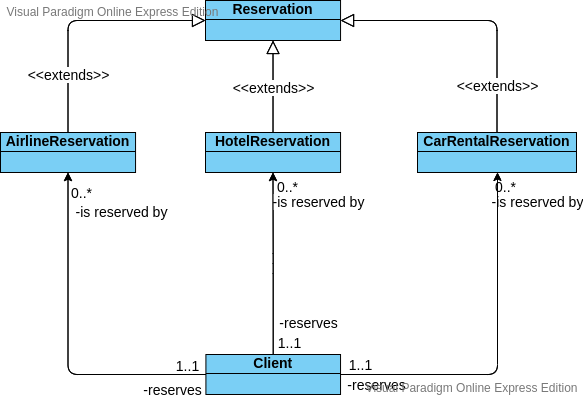 Visual Paradigm Online Express Edition
Reservation
<<extends>>
<<extends>>
<<extends>>
AirlineReservation
HotelReservation
CarRentalReservation
0..*
-is reserved by
0..*
-is reserved by
0..*
-is reserved by
-reserves
1..1
Client
1..1
-reserves
1..1
-reserves
Visual Paradigm Online Express Edition